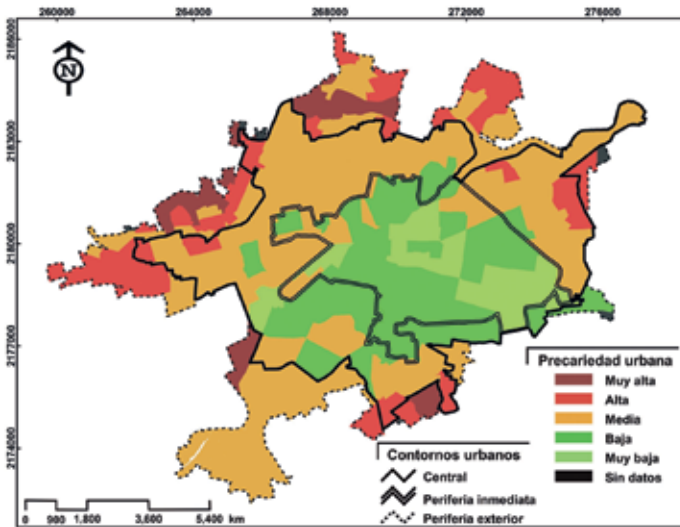 260000 264000 268000 272000 276000
2186000
2183000
2180000
2177000
2174000
N
Precariedad urbana
Muy alta
Alta
Media
Baja
Muy baja
Sin datos
Contornos urbanos
Central
Periferia inmediata
Periferia exterior
0 900 1,800 3,600 5,400 km